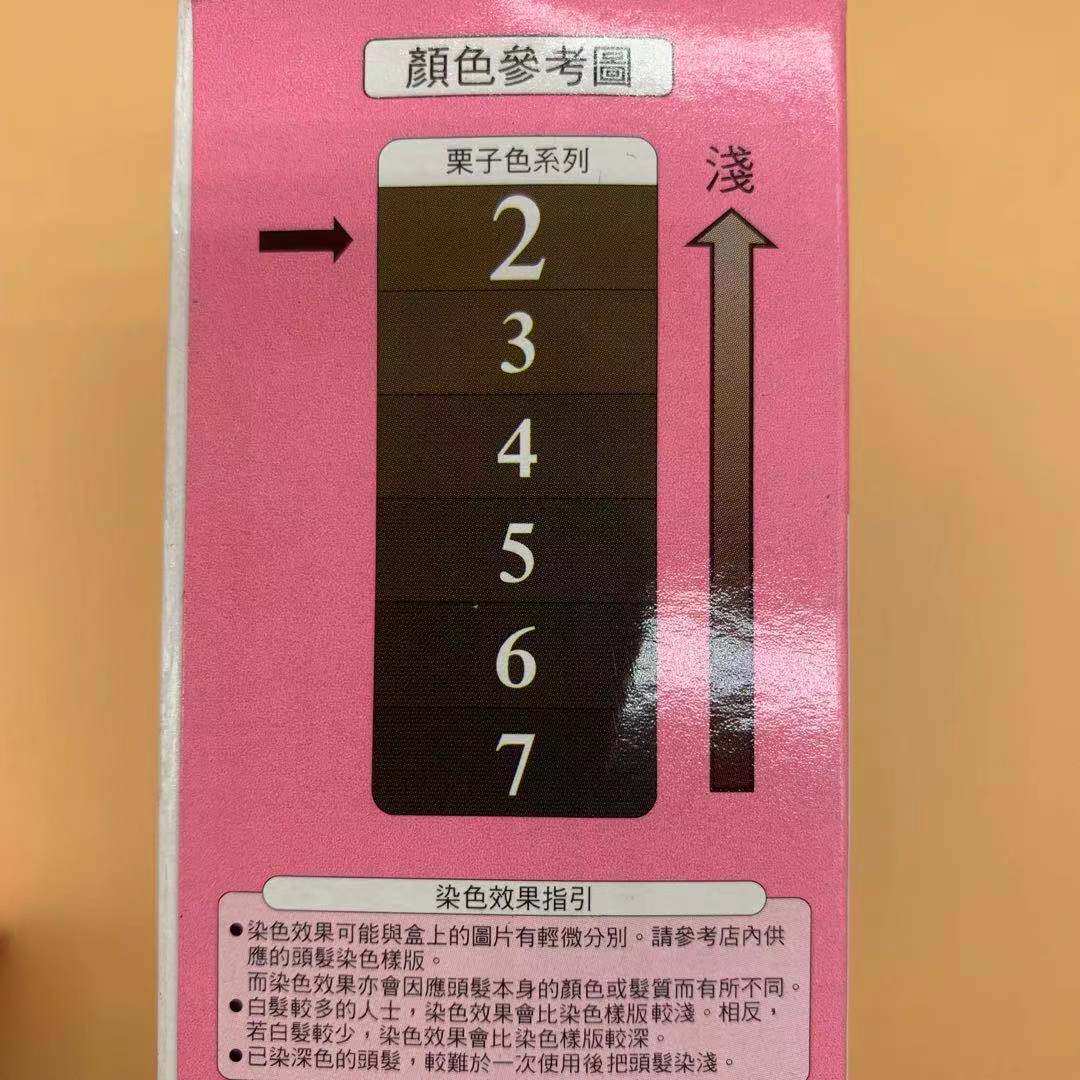 顏色參考圖
栗子色系列
淺
2
3
4
5
6
7
染色效果指引
●染色效果可能與盒上的圖片有輕微分別。請參考店內供
應的頭髮染色樣版。
而染色效果亦會因應頭髮本身的顏色或髮質而有所不同。
●白髮較多的人士，染色效果會比染色樣版較淺。相反，
若白髮較少，染色效果會比染色樣版較深。
●已染深色的頭髮，較難於一次使用後把頭髮染淺。